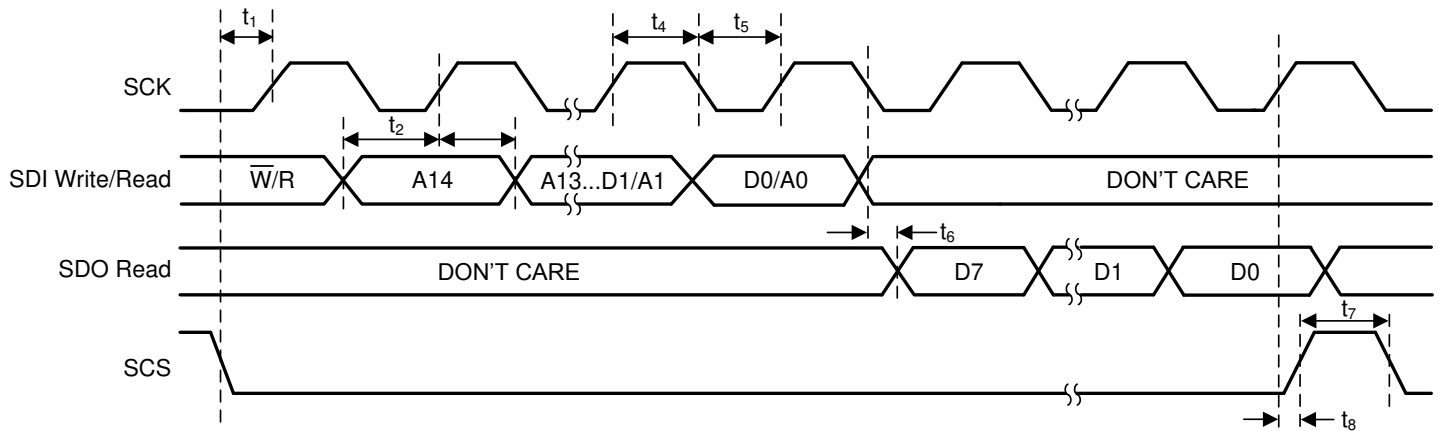 t₁
t₄
t₅
SCK
t₂
SDI Write/Read
W̅/R
A14
A13...D1/A1
D0/A0
DON'T CARE
t₆
SDO Read
DON'T CARE
D7
D1
D0
t₇
SCS
t₈